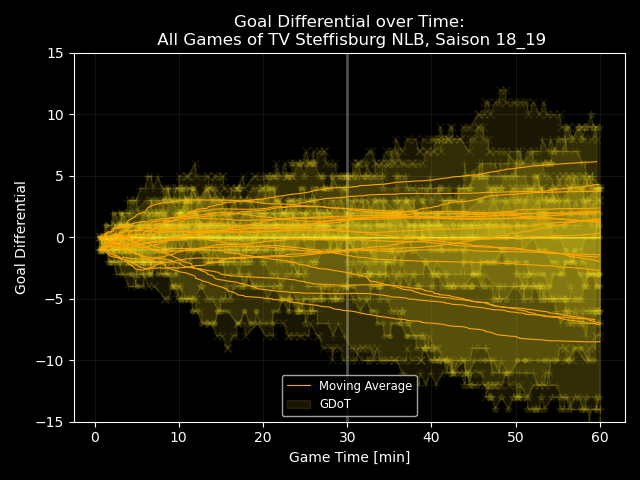 Goal Differential over Time:
All Games of TV Steffisburg NLB, Saison 18_19
15
10
5
0
−5
−10
−15
Goal Differential
Moving Average
GDoT
0
10
20
30
40
50
60
Game Time [min]